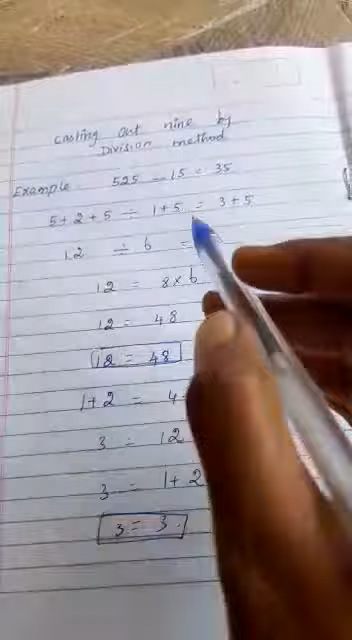 Casting out nine by
Division method
Example: 525 ÷ 15 = 35
5+2+5 ÷ 1+5 = 3+5
12 ÷ 6 =
12 = 8×6
12 = 48
12 = 48
1+2 = 4
3 = 12
3 = 1+2
3 = 3